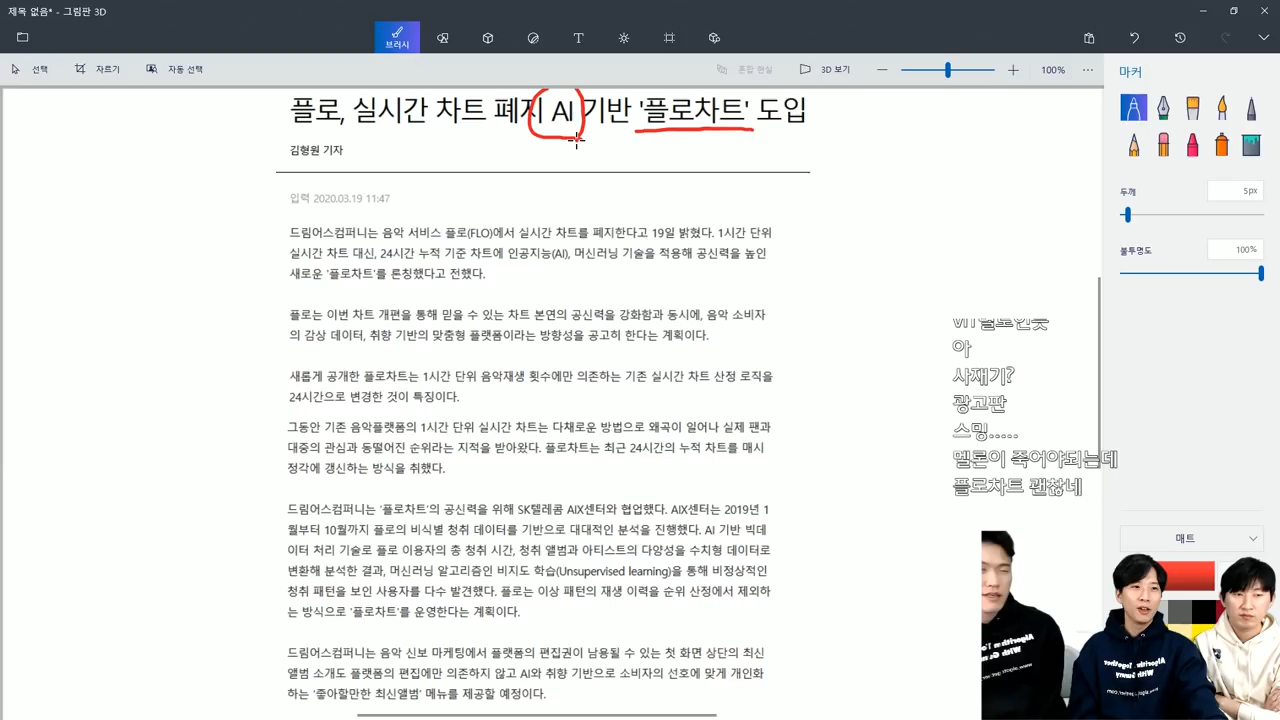 제목 없음* - 그림판 3D
브러시
선택
자르기
자동 선택
혼합 현실
3D 보기
100%
마커
두께
5px
불투명도
100%
매트
플로, 실시간 차트 폐지 AI 기반 '플로차트' 도입
김형원 기자
입력 2020.03.19 11:47
드림어스컴퍼니는 음악 서비스 플로(FLO)에서 실시간 차트를 폐지한다고 19일 밝혔다. 1시간 단위
실시간 차트 대신, 24시간 누적 기준 차트에 인공지능(AI), 머신러닝 기술을 적용해 공신력을 높인
새로운 '플로차트'를 론칭했다고 전했다.
플로는 이번 차트 개편을 통해 믿을 수 있는 차트 본연의 공신력을 강화함과 동시에, 음악 소비자
의 감상 데이터, 취향 기반의 맞춤형 플랫폼이라는 방향성을 공고히 한다는 계획이다.
새롭게 공개한 플로차트는 1시간 단위 음악재생 횟수에만 의존하는 기존 실시간 차트 산정 로직을
24시간으로 변경한 것이 특징이다.
그동안 기존 음악플랫폼의 1시간 단위 실시간 차트는 다채로운 방법으로 왜곡이 일어나 실제 팬과
대중의 관심과 동떨어진 순위라는 지적을 받아왔다. 플로차트는 최근 24시간의 누적 차트를 매시
정각에 갱신하는 방식을 취했다.
드림어스컴퍼니는 '플로차트'의 공신력을 위해 SK텔레콤 AIX센터와 협업했다. AIX센터는 2019년 1
월부터 10월까지 플로의 비식별 청취 데이터를 기반으로 대대적인 분석을 진행했다. AI 기반 빅데
이터 처리 기술로 플로 이용자의 총 청취 시간, 청취 앨범과 아티스트의 다양성을 수치형 데이터로
변환해 분석한 결과, 머신러닝 알고리즘인 비지도 학습(Unsupervised learning)을 통해 비정상적인
청취 패턴을 보인 사용자를 다수 발견했다. 플로는 이상 패턴의 재생 이력을 순위 산정에서 제외하
는 방식으로 '플로차트'를 운영한다는 계획이다.
드림어스컴퍼니는 음악 신보 마케팅에서 플랫폼의 편집권이 남용될 수 있는 첫 화면 상단의 최신
앨범 소개도 플랫폼의 편집에만 의존하지 않고 AI와 취향 기반으로 소비자의 선호에 맞게 개인화
하는 '좋아할만한 최신앨범' 메뉴를 제공할 예정이다.
아
사재기?
광고판
스밍.....
멜론이 죽어야되는데
플로차트 괜찮네